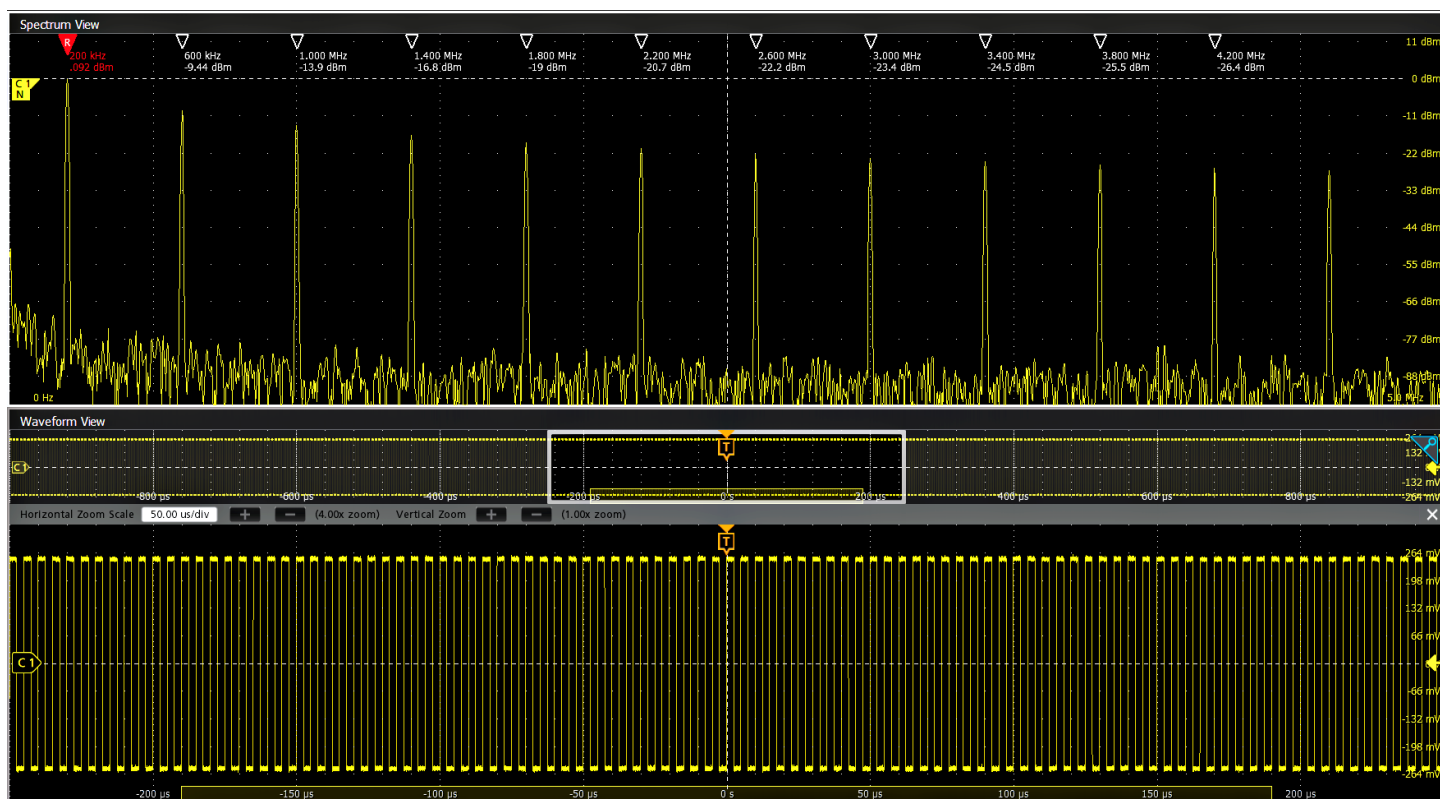 Spectrum View
R
200 kHz 600 kHz 1.000 MHz 1.400 MHz 1.800 MHz 2.200 MHz 2.600 MHz 3.000 MHz 3.400 MHz 3.800 MHz 4.200 MHz 11 dBm
.092 dBm -9.44 dBm -13.9 dBm -16.8 dBm -19 dBm -20.7 dBm -22.2 dBm -23.4 dBm -24.5 dBm -25.5 dBm -26.4 dBm
C 1 0 dBm
N
-11 dBm
-22 dBm
-33 dBm
-44 dBm
-55 dBm
-66 dBm
-77 dBm
-88 dBm
0 Hz 5.0 MHz
Waveform View
T
132
C 1
-132 mV
-800 µs -600 µs -400 µs -200 µs 0 s 200 µs 400 µs 600 µs 800 µs -264 mV
Horizontal Zoom Scale 50.00 us/div + − (4.00x zoom) Vertical Zoom + − (1.00x zoom) ×
T
264 mV
198 mV
132 mV
66 mV
C 1
-66 mV
-132 mV
-198 mV
-264 mV
-200 µs -150 µs -100 µs -50 µs 0 s 50 µs 100 µs 150 µs 200 µs